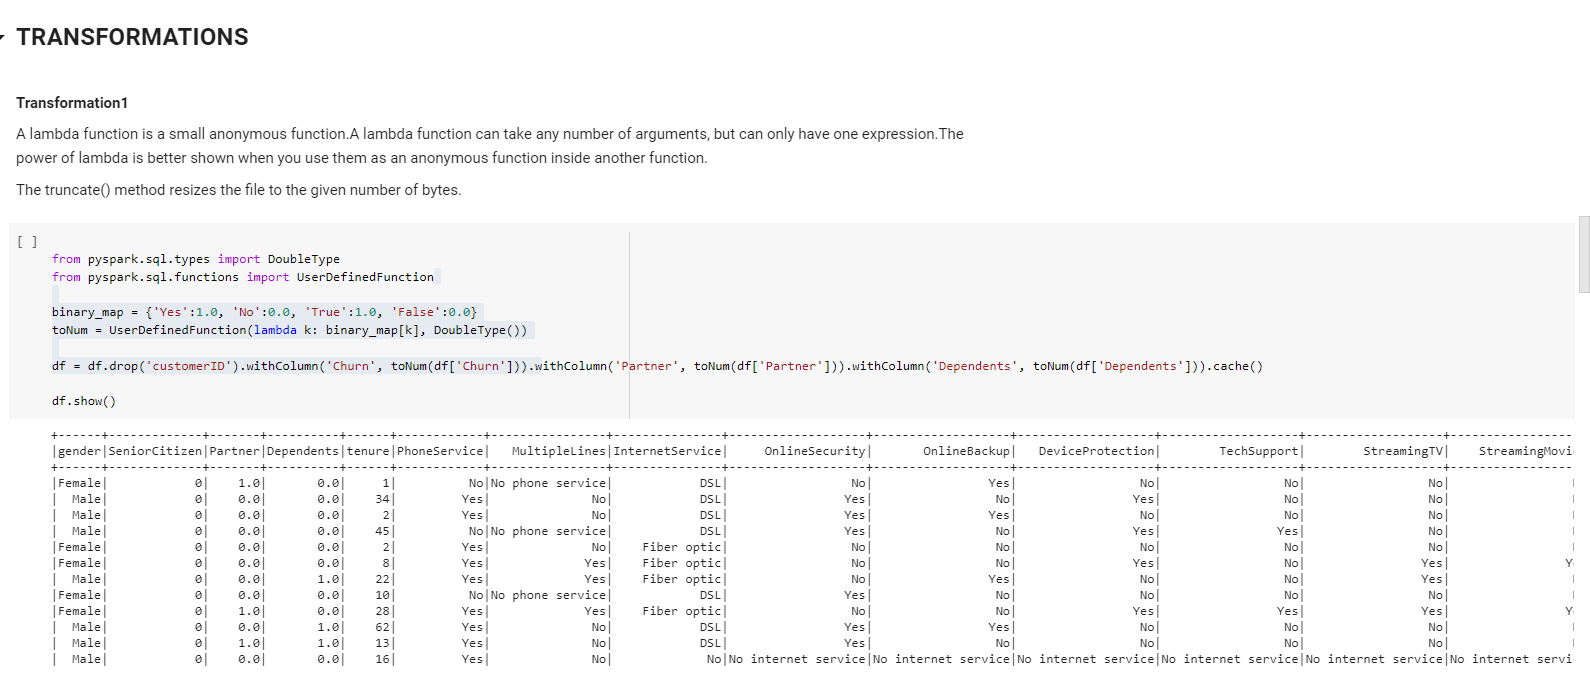 TRANSFORMATIONS
Transformation1
A lambda function is a small anonymous function.A lambda function can take any number of arguments, but can only have one expression.The
power of lambda is better shown when you use them as an anonymous function inside another function.
The truncate() method resizes the file to the given number of bytes.
[ ]
from pyspark.sql.types import DoubleType
from pyspark.sql.functions import UserDefinedFunction
binary_map = {'Yes':1.0, 'No':0.0, 'True':1.0, 'False':0.0}
toNum = UserDefinedFunction(lambda k: binary_map[k], DoubleType())
df = df.drop('customerID').withColumn('Churn', toNum(df['Churn'])).withColumn('Partner', toNum(df['Partner'])).withColumn('Dependents', toNum(df['Dependents'])).cache()
df.show()
+------+-------------+-------+----------+------+------------+----------------+---------------+-------------------+-------------------+-------------------+-------------------+-------------------+-----------------
|gender|SeniorCitizen|Partner|Dependents|tenure|PhoneService|   MultipleLines|InternetService|     OnlineSecurity|       OnlineBackup|   DeviceProtection|        TechSupport|        StreamingTV|    StreamingMovi
+------+-------------+-------+----------+------+------------+----------------+---------------+-------------------+-------------------+-------------------+-------------------+-------------------+-----------------
|Female|            0|    1.0|       0.0|     1|          No|No phone service|            DSL|                 No|                Yes|                 No|                 No|                 No|
|  Male|            0|    0.0|       0.0|    34|         Yes|              No|            DSL|                Yes|                 No|                Yes|                 No|                 No|
|  Male|            0|    0.0|       0.0|     2|         Yes|              No|            DSL|                Yes|                Yes|                 No|                 No|                 No|
|  Male|            0|    0.0|       0.0|    45|          No|No phone service|            DSL|                Yes|                 No|                Yes|                Yes|                 No|
|Female|            0|    0.0|       0.0|     2|         Yes|              No|    Fiber optic|                 No|                 No|                 No|                 No|                 No|
|Female|            0|    0.0|       0.0|     8|         Yes|             Yes|    Fiber optic|                 No|                 No|                Yes|                 No|                Yes|                Y
|  Male|            0|    0.0|       1.0|    22|         Yes|             Yes|    Fiber optic|                 No|                Yes|                 No|                 No|                Yes|
|Female|            0|    0.0|       0.0|    10|          No|No phone service|            DSL|                Yes|                 No|                 No|                 No|                 No|
|Female|            0|    1.0|       0.0|    28|         Yes|             Yes|    Fiber optic|                 No|                 No|                Yes|                Yes|                Yes|                Y
|  Male|            0|    0.0|       1.0|    62|         Yes|              No|            DSL|                Yes|                Yes|                 No|                 No|                 No|
|  Male|            0|    1.0|       1.0|    13|         Yes|              No|            DSL|                Yes|                 No|                 No|                 No|                 No|
|  Male|            0|    0.0|       0.0|    16|         Yes|              No|             No|No internet service|No internet service|No internet service|No internet service|No internet service|No internet servi